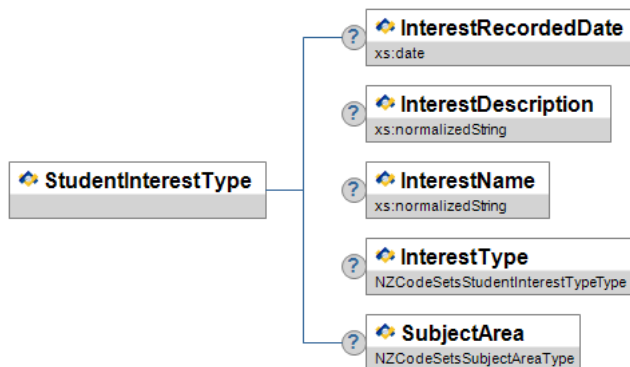 ?
InterestRecordedDate
xs:date
?
InterestDescription
xs:normalizedString
StudentInterestType
?
InterestName
xs:normalizedString
?
InterestType
NZCodeSetsStudentInterestTypeType
?
SubjectArea
NZCodeSetsSubjectAreaType